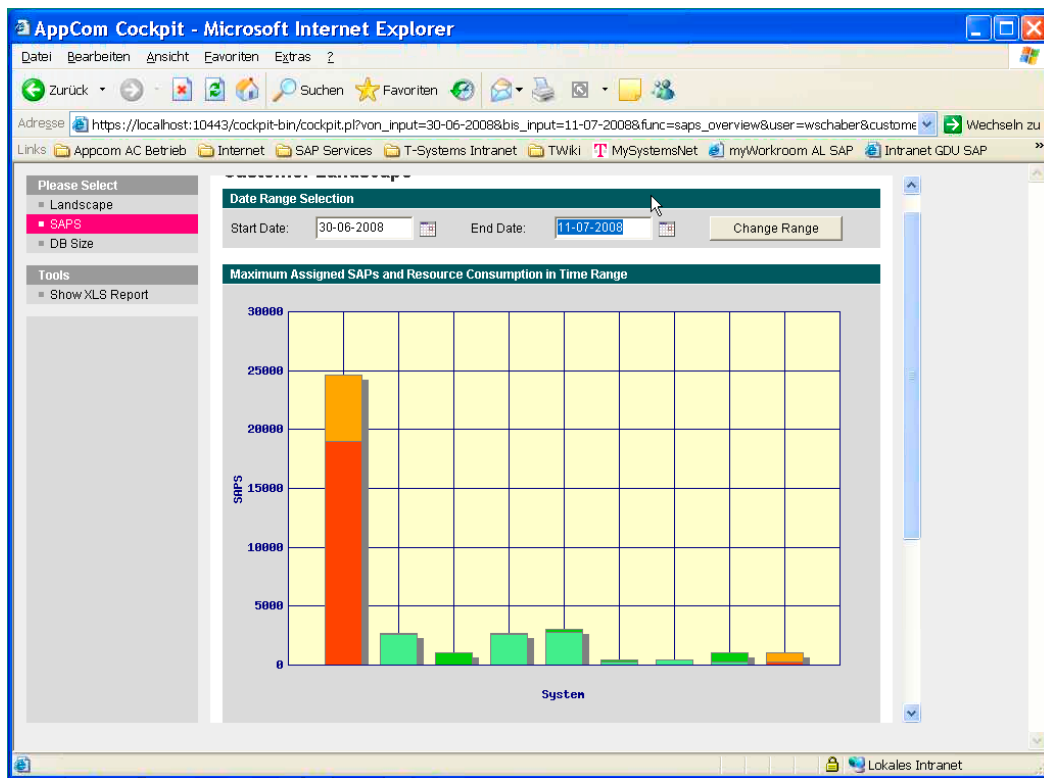 AppCom Cockpit - Microsoft Internet Explorer
Datei Bearbeiten Ansicht Favoriten Extras ?
Zurück Suchen Favoriten
Adresse https://localhost:10443/cockpit-bin/cockpit.pl?von_input=30-06-2008&bis_input=11-07-2008&func=saps_overview&user=wschaber&custome Wechseln zu
Links Appcom AC Betrieb Internet SAP Services T-Systems Intranet TWiki MySystemsNet myWorkroom AL SAP Intranet GDU SAP »
Customer Landscape
Please Select
Landscape
SAPS
DB Size
Tools
Show XLS Report
Date Range Selection
Start Date: 30-06-2008 End Date: 11-07-2008 Change Range
Maximum Assigned SAPs and Resource Consumption in Time Range
30000
25000
20000
15000
10000
5000
0
SAPS
System
Lokales Intranet